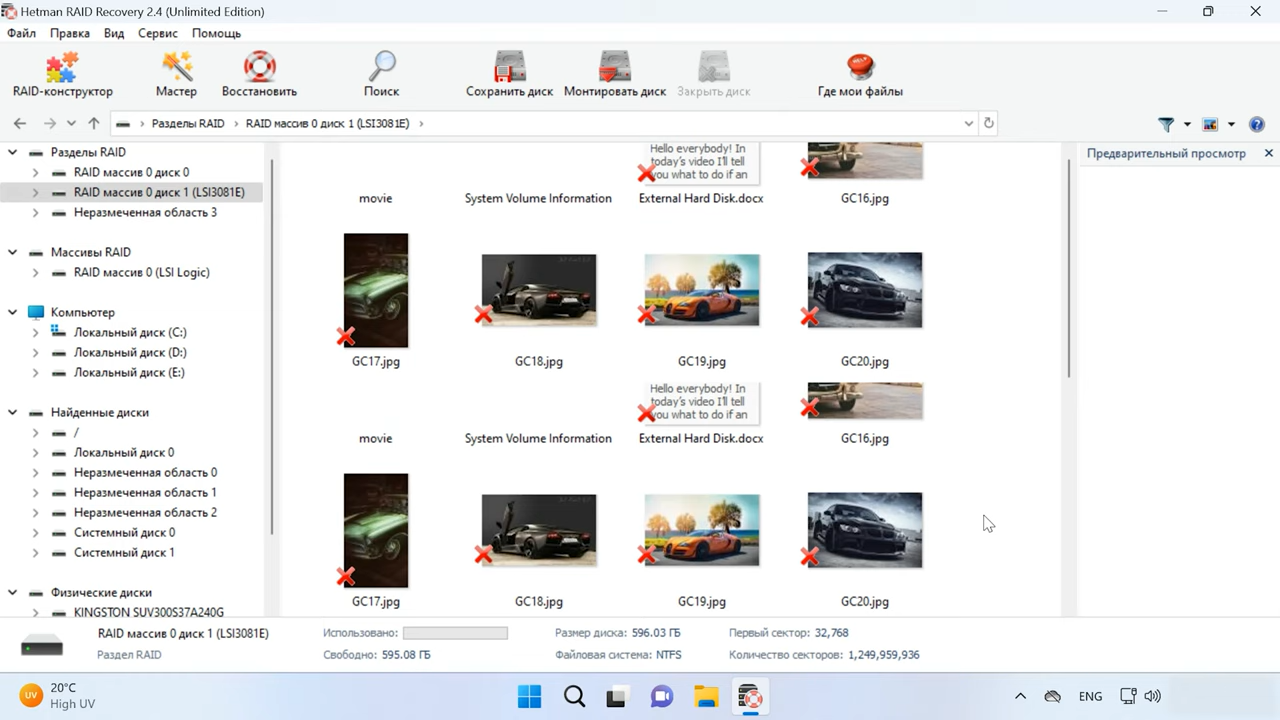 Hetman RAID Recovery 2.4 (Unlimited Edition)
Файл Правка Вид Сервис Помощь
RAID-конструктор Мастер Восстановить Поиск Сохранить диск Монтировать диск Закрыть диск Где мои файлы
Разделы RAID RAID массив 0 диск 1 (LSI3081E)
Разделы RAID
RAID массив 0 диск 0
RAID массив 0 диск 1 (LSI3081E)
Неразмеченная область 3
Массивы RAID
RAID массив 0 (LSI Logic)
Компьютер
Локальный диск (C:)
Локальный диск (D:)
Локальный диск (E:)
Найденные диски
/
Локальный диск 0
Неразмеченная область 0
Неразмеченная область 1
Неразмеченная область 2
Системный диск 0
Системный диск 1
Физические диски
KINGSTON SUV300S37A240G
Hello everybody! In
today's video I'll tell
you what to do if an
movie System Volume Information External Hard Disk.docx GC16.jpg
GC17.jpg GC18.jpg GC19.jpg GC20.jpg
Hello everybody! In
today's video I'll tell
you what to do if an
movie System Volume Information External Hard Disk.docx GC16.jpg
GC17.jpg GC18.jpg GC19.jpg GC20.jpg
Предварительный просмотр
RAID массив 0 диск 1 (LSI3081E) Использовано: Размер диска: 596.03 ГБ Первый сектор: 32,768
Раздел RAID Свободно: 595.08 ГБ Файловая система: NTFS Количество секторов: 1,249,959,936
UV 20°C
High UV
ENG